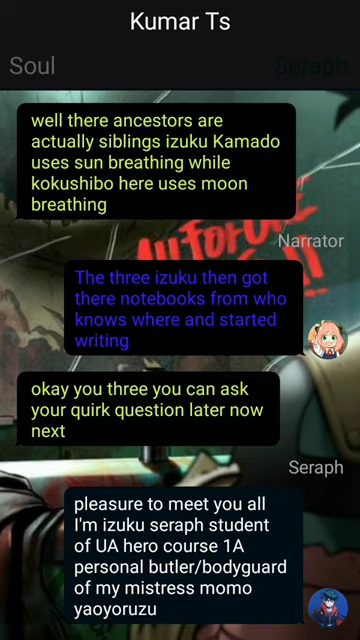 Kumar Ts
Soul
Seraph
well there ancestors are
actually siblings izuku Kamado
uses sun breathing while
kokushibo here uses moon
breathing
ALL FOR ONE
Narrator
The three izuku then got
there notebooks from who
knows where and started
writing
okay you three you can ask
your quirk question later now
next
Seraph
pleasure to meet you all
I'm izuku seraph student
of UA hero course 1A
personal butler/bodyguard
of my mistress momo
yaoyoruzu